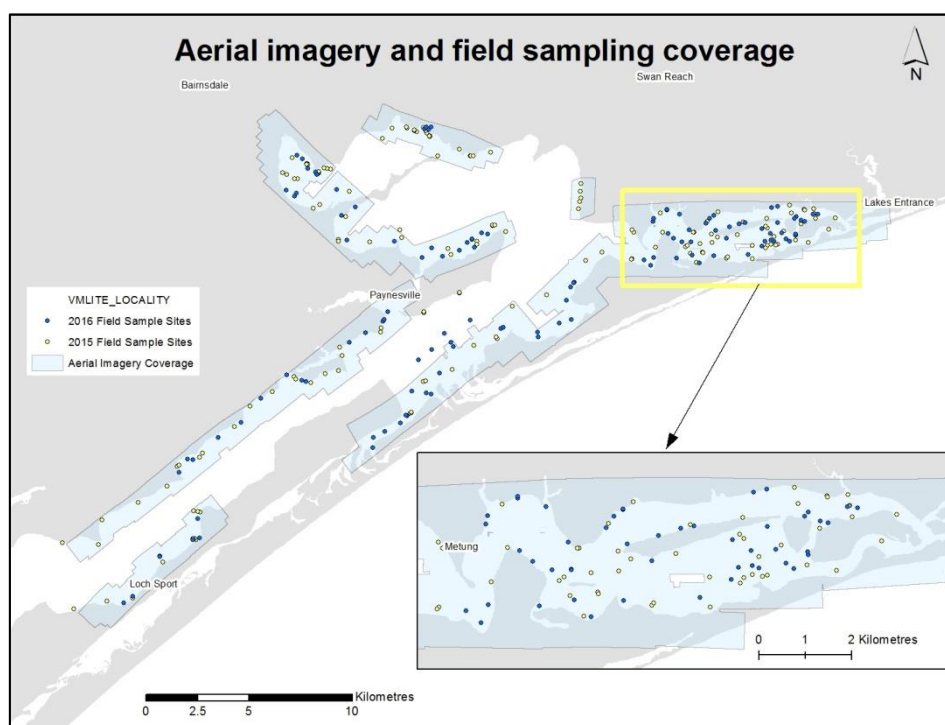 Aerial imagery and field sampling coverage
N
Bairnsdale
Swan Reach
Lakes Entrance
Paynesville
VMLITE_LOCALITY
2016 Field Sample Sites
2015 Field Sample Sites
Aerial Imagery Coverage
Metung
Loch Sport
0 1 2 Kilometres
Kilometres
0 2.5 5 10